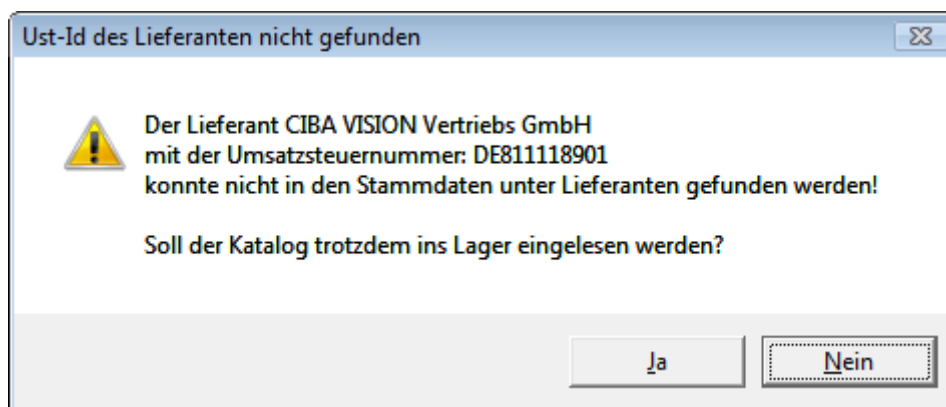 Ust-Id des Lieferanten nicht gefunden
Der Lieferant CIBA VISION Vertriebs GmbH
mit der Umsatzsteuernummer: DE811118901
konnte nicht in den Stammdaten unter Lieferanten gefunden werden!
Soll der Katalog trotzdem ins Lager eingelesen werden?
Ja
Nein